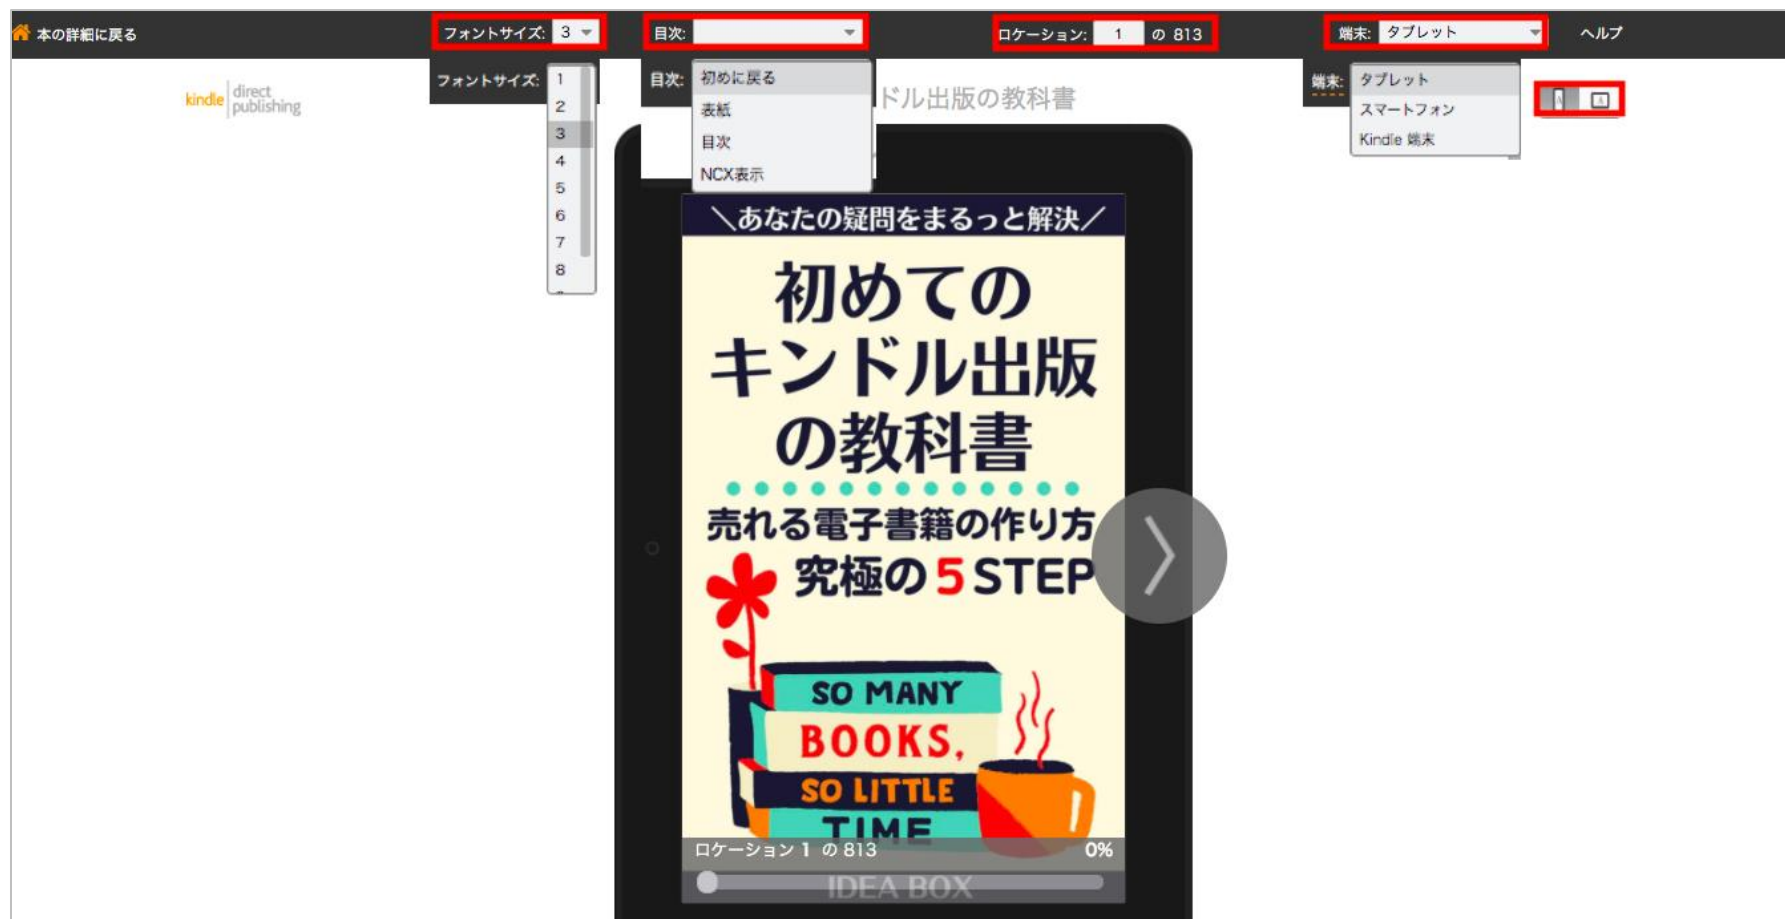 本の詳細に戻る
フォントサイズ: 3
目次:
ロケーション: 1 の 813
端末: タブレット
ヘルプ
kindle direct publishing
フォントサイズ:
1
2
3
4
5
6
7
8
目次:
初めに戻る
表紙
目次
NCX表示
ドル出版の教科書
端末:
タブレット
スマートフォン
Kindle 端末
A A
＼あなたの疑問をまるっと解決／
初めての
キンドル出版
の教科書
売れる電子書籍の作り方
究極の5 STEP
SO MANY
BOOKS,
SO LITTLE
TIME
ロケーション 1 の 813 0%
IDEA BOX